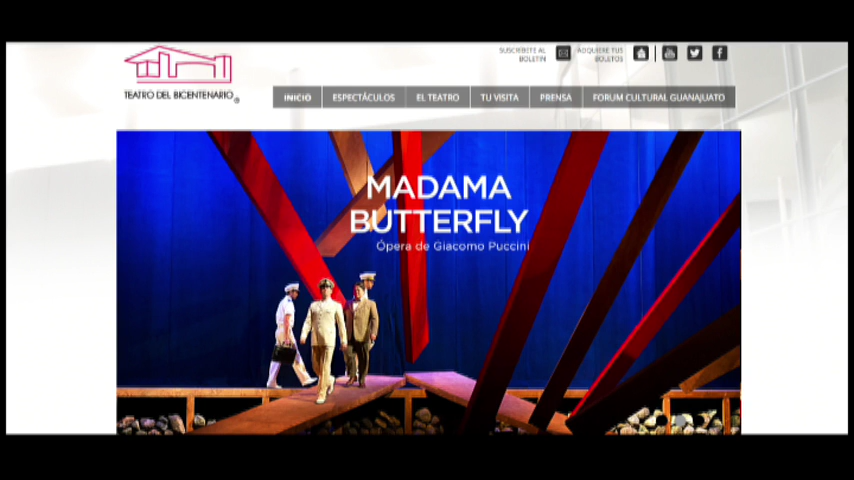 SUSCRÍBETE AL
BOLETÍN
ADQUIERE TUS
BOLETOS
TEATRO DEL BICENTENARIO®
INICIO
ESPECTÁCULOS
EL TEATRO
TU VISITA
PRENSA
FORUM CULTURAL GUANAJUATO
MADAMA
BUTTERFLY
Ópera de Giacomo Puccini